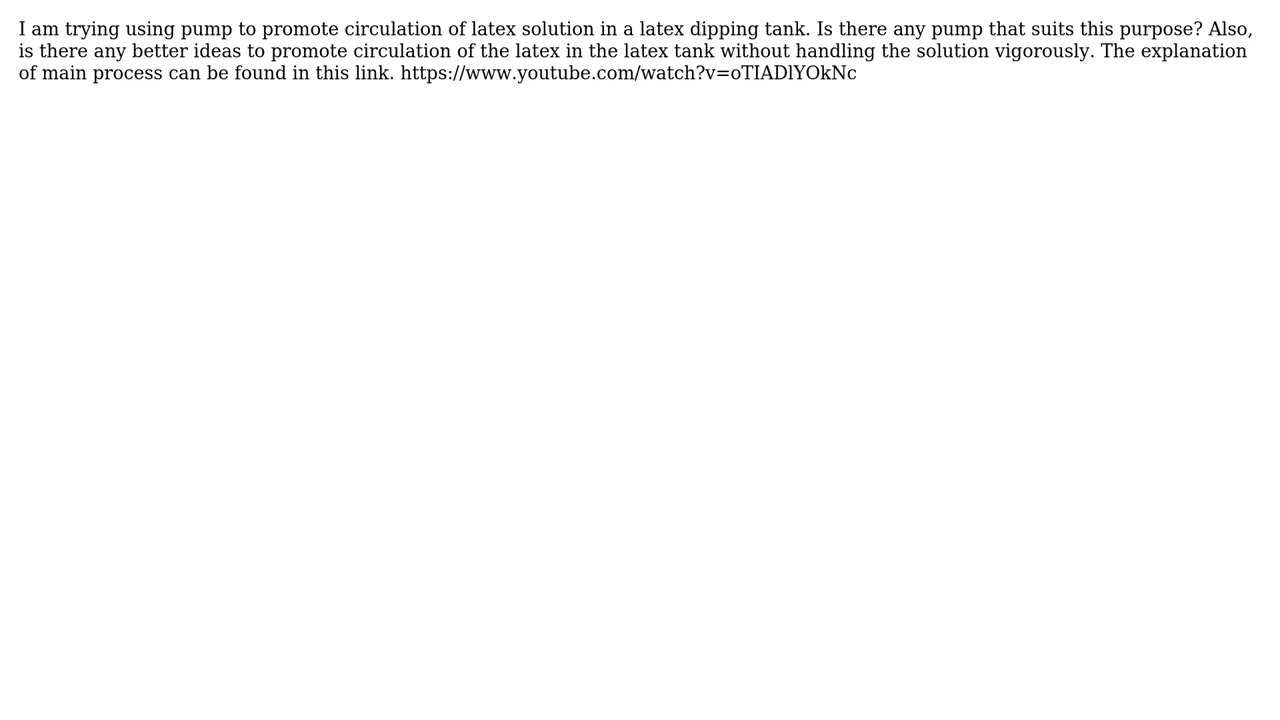 I am trying using pump to promote circulation of latex solution in a latex dipping tank. Is there any pump that suits this purpose? Also,
is there any better ideas to promote circulation of the latex in the latex tank without handling the solution vigorously. The explanation
of main process can be found in this link. https://www.youtube.com/watch?v=oTIADlYOkNc